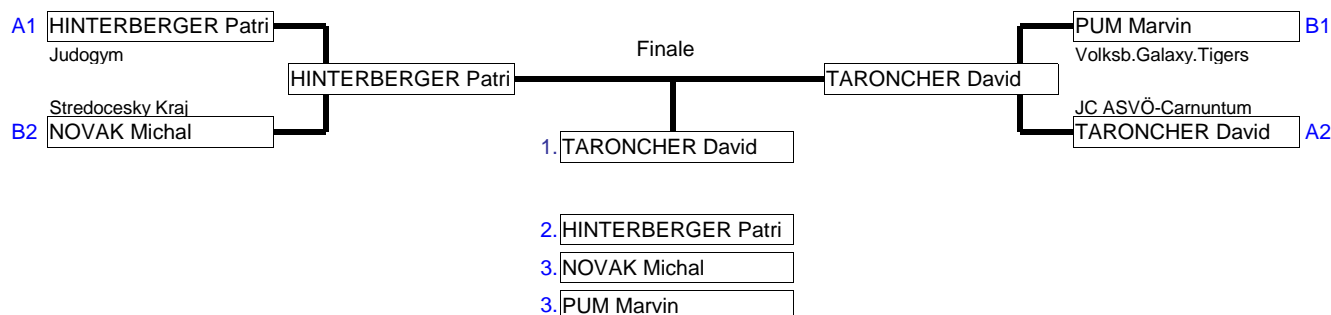 A1 HINTERBERGER Patri
Judogym
Stredocesky Kraj
B2 NOVAK Michal
HINTERBERGER Patri
Finale
TARONCHER David
PUM Marvin B1
Volksb.Galaxy.Tigers
JC ASVÖ-Carnuntum
TARONCHER David A2
1. TARONCHER David
2. HINTERBERGER Patri
3. NOVAK Michal
3. PUM Marvin